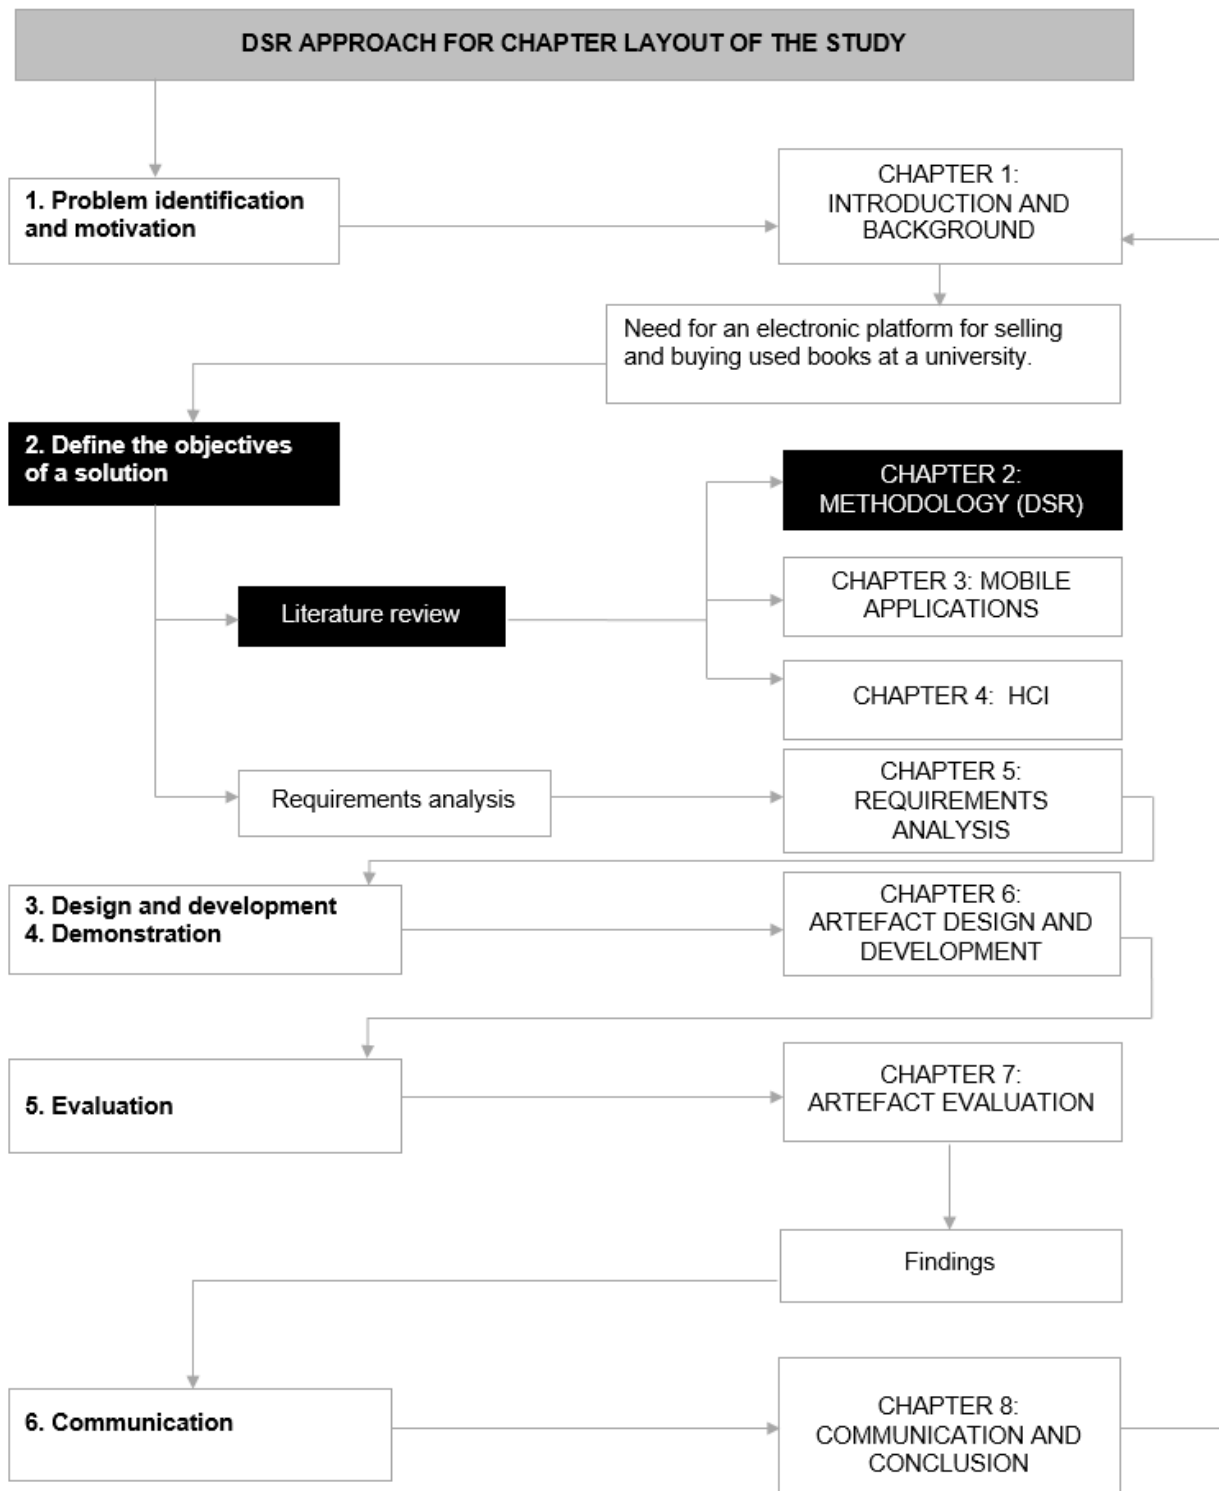 DSR APPROACH FOR CHAPTER LAYOUT OF THE STUDY
1. Problem identification
and motivation
CHAPTER 1:
INTRODUCTION AND
BACKGROUND
Need for an electronic platform for selling
and buying used books at a university.
2. Define the objectives
of a solution
CHAPTER 2:
METHODOLOGY (DSR)
CHAPTER 3: MOBILE
APPLICATIONS
Literature review
CHAPTER 4:  HCI
Requirements analysis
CHAPTER 5:
REQUIREMENTS
ANALYSIS
3. Design and development
4. Demonstration
CHAPTER 6:
ARTEFACT DESIGN AND
DEVELOPMENT
5. Evaluation
CHAPTER 7:
ARTEFACT EVALUATION
Findings
6. Communication
CHAPTER 8:
COMMUNICATION AND
CONCLUSION